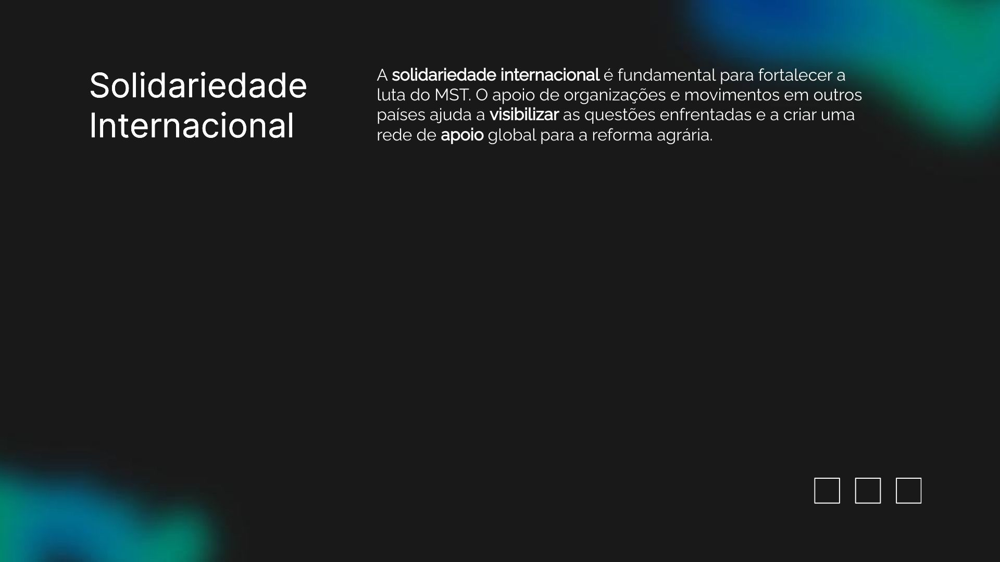 Solidariedade
Internacional
A solidariedade internacional é fundamental para fortalecer a
luta do MST. O apoio de organizações e movimentos em outros
países ajuda a visibilizar as questões enfrentadas e a criar uma
rede de apoio global para a reforma agrária.